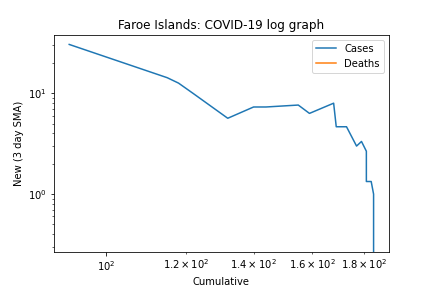 Faroe Islands: COVID-19 log graph
Cases
Deaths
New (3 day SMA)
10¹
10⁰
10²
1.2 × 10²
1.4 × 10²
1.6 × 10²
1.8 × 10²
Cumulative